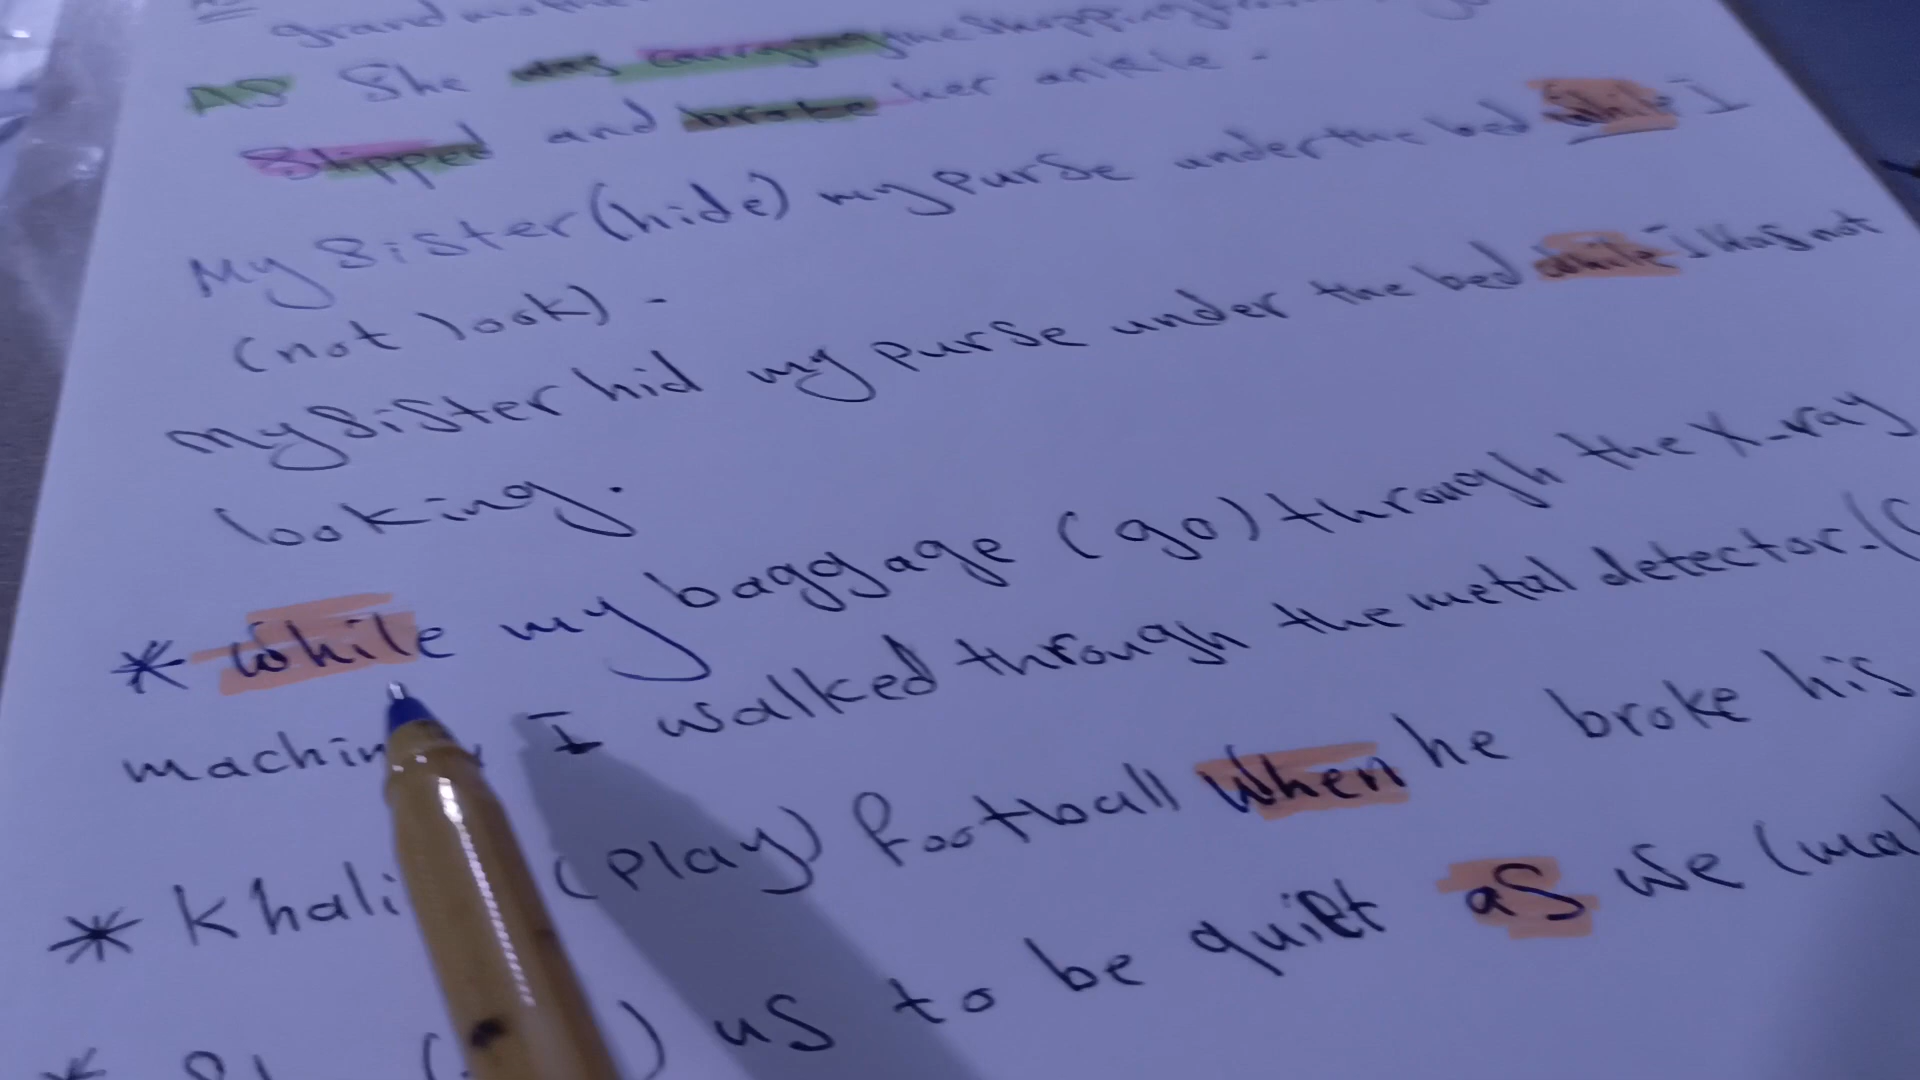 grandmother
As She was carrying the shopping
Slipped and broke her ankle.
My Sister (hide) my purse under the bed while I
(not look).
my Sister hid my purse under the bed while I was not
looking.
* while my baggage (go) through the X-ray
machin I walked through the metal detector. (
* Khali (play) football when he broke his
us to be quiet as we (ma